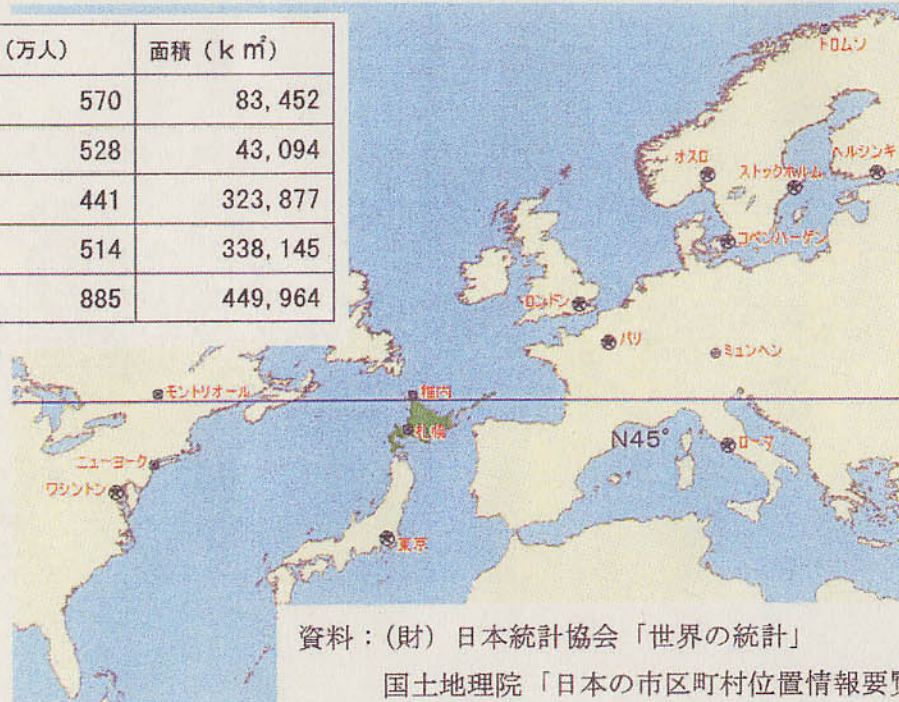 (万人) 面積(k㎡)
570 83,452
528 43,094
441 323,877
514 338,145
885 449,964
トロムソ
オスロ
ストックホルム
ヘルシンキ
コペンハーゲン
ロンドン
パリ
ミュンヘン
モントリオール
稚内
札幌
N45°
ローマ
ニューヨーク
ワシントン
東京
資料:(財)日本統計協会「世界の統計」
国土地理院「日本の市区町村位置情報要覧